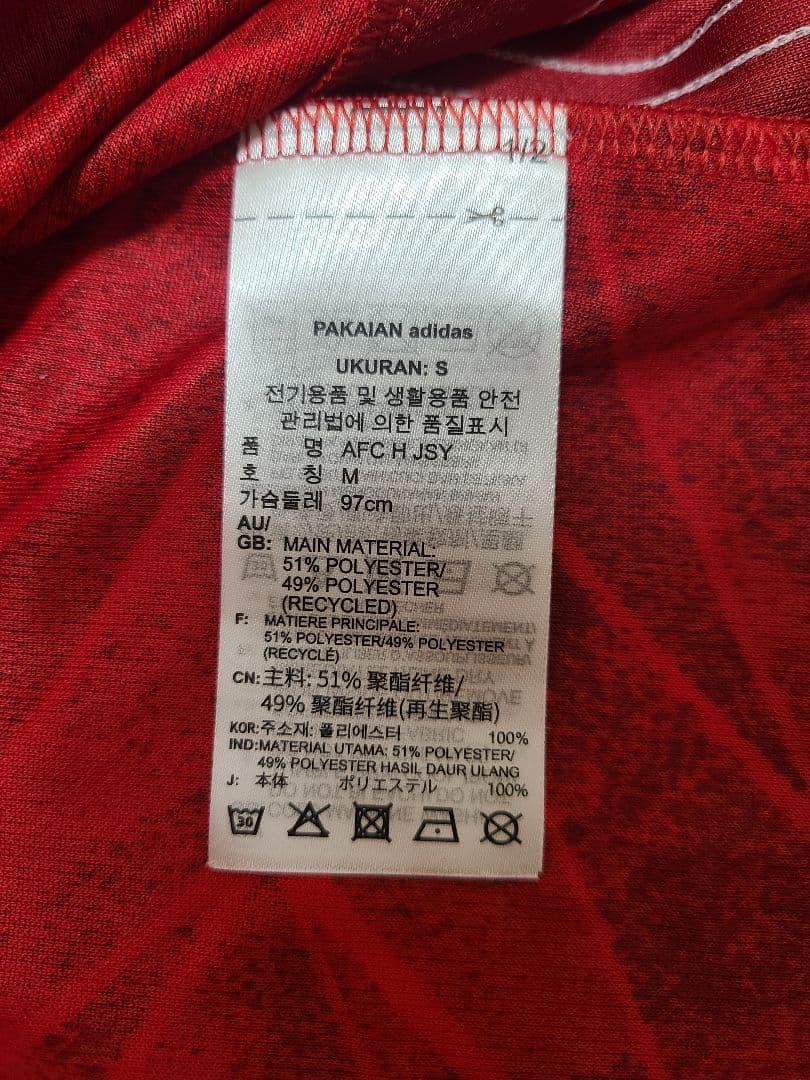 1/2
PAKAIAN adidas
UKURAN: S
전기용품 및 생활용품 안전
관리법에 의한 품질표시
품 명 AFC H JSY
호 칭 M
가슴둘레 97cm
AU/
GB: MAIN MATERIAL:
51% POLYESTER/
49% POLYESTER
(RECYCLED)
F: MATIERE PRINCIPALE:
51% POLYESTER/49% POLYESTER
(RECYCLÉ)
CN:主料: 51% 聚酯纤维/
49% 聚酯纤维(再生聚酯)
KOR:주소재: 폴리에스터 100%
IND:MATERIAL UTAMA: 51% POLYESTER/
49% POLYESTER HASIL DAUR ULANG
J: 本体 ポリエステル 100%
30